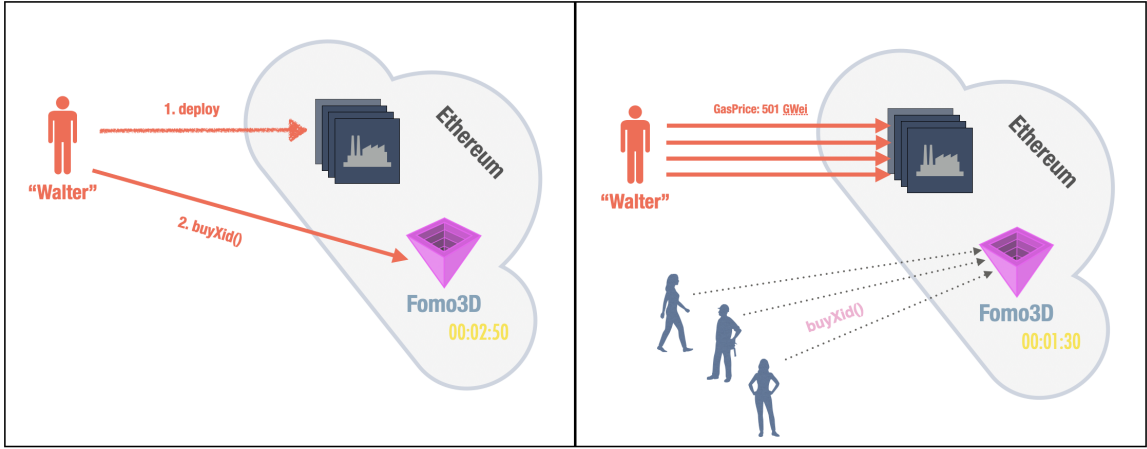 1. deploy
Ethereum
"Walter"
2. buyXid()
Fomo3D
00:02:50
GasPrice: 501 GWei
Ethereum
"Walter"
buyXid()
Fomo3D
00:01:30